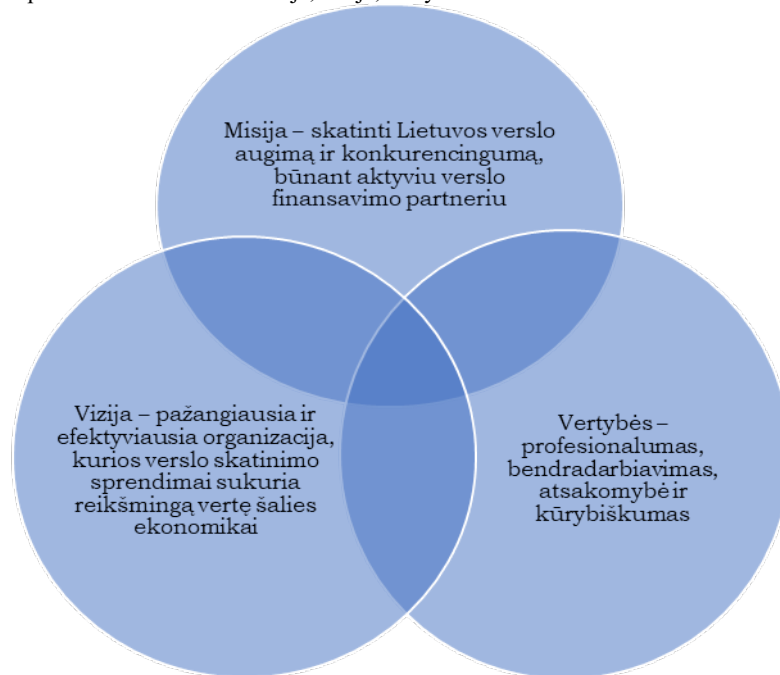 Misija – skatinti Lietuvos verslo
augimą ir konkurencingumą,
būnant aktyviu verslo
finansavimo partneriu
Vizija – pažangiausia ir
efektyviausia organizacija,
kurios verslo skatinimo
sprendimai sukuria
reikšmingą vertę šalies
ekonomikai
Vertybės –
profesionalumas,
bendradarbiavimas,
atsakomybė ir
kūrybiškumas